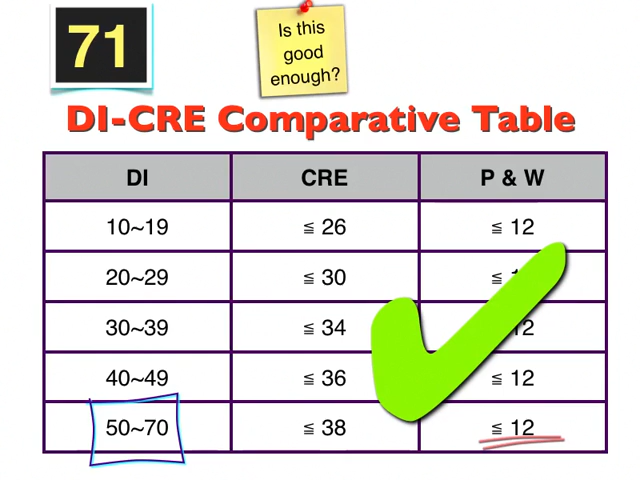 71
Is this
good
enough?
DI-CRE Comparative Table
DI CRE P & W
10~19 ≦ 26 ≦ 12
20~29 ≦ 30 ≦
30~39 ≦ 34 12
40~49 ≦ 36 ≦ 12
50~70 ≦ 38 ≦ 12